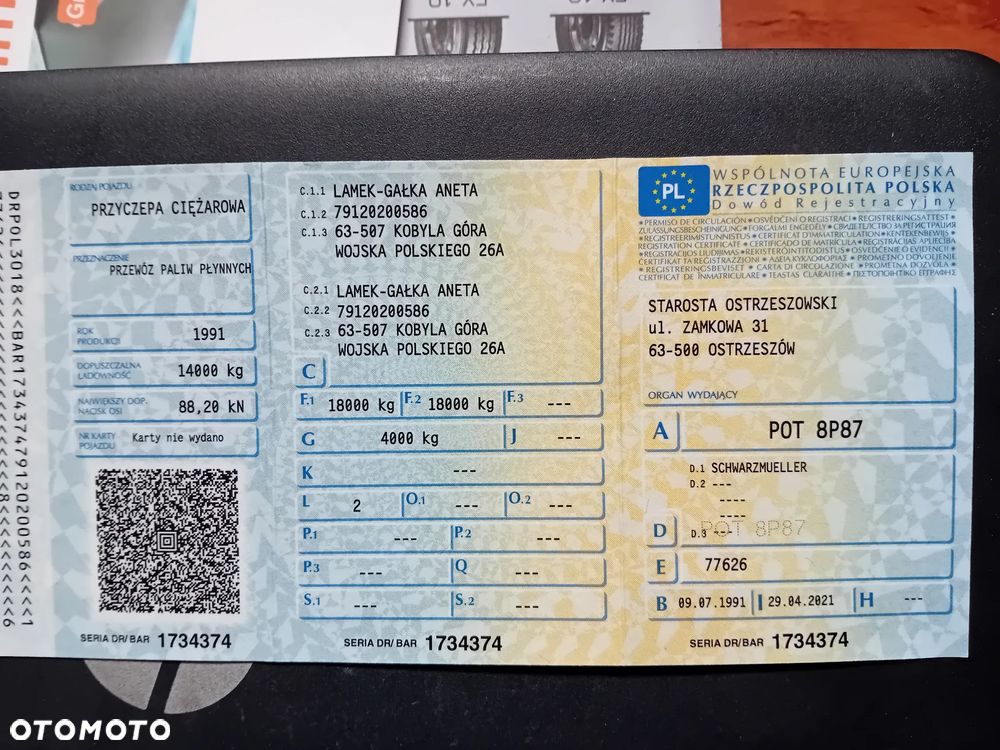 RODZAJ POJAZDU
PRZYCZEPA CIĘŻAROWA
PRZEZNACZENIE
PRZEWÓZ PALIW PŁYNNYCH
ROK
PRODUKCJI
1991
DOPUSZCZALNA
ŁADOWNOŚĆ
14000 kg
NAJWIĘKSZY DOP.
NACISK OSI
88,20 kN
NR KARTY
POJAZDU
Karty nie wydano
SERIA DR/BAR 1734374
C.1.1 LAMEK-GAŁKA ANETA
C.1.2 79120200586
C.1.3 63-507 KOBYLA GÓRA
WOJSKA POLSKIEGO 26A
C.2.1 LAMEK-GAŁKA ANETA
C.2.2 79120200586
C.2.3 63-507 KOBYLA GÓRA
WOJSKA POLSKIEGO 26A
C
F.1 18000 kg F.2 18000 kg F.3 ---
G 4000 kg J ---
K ---
L 2 O.1 --- O.2 ---
P.1 --- P.2 ---
P.3 --- Q ---
S.1 --- S.2 ---
SERIA DR/BAR 1734374
PL
WSPÓLNOTA EUROPEJSKA
RZECZPOSPOLITA POLSKA
Dowód Rejestracyjny
STAROSTA OSTRZESZOWSKI
ul. ZAMKOWA 31
63-500 OSTRZESZÓW
ORGAN WYDAJĄCY
A POT 8P87
D.1 SCHWARZMUELLER
D.2 ---
----
----
D D.3 ---
POT 8P87
E 77626
B 09.07.1991 I 29.04.2021 H ---
SERIA DR/BAR 1734374
OTOMOTO